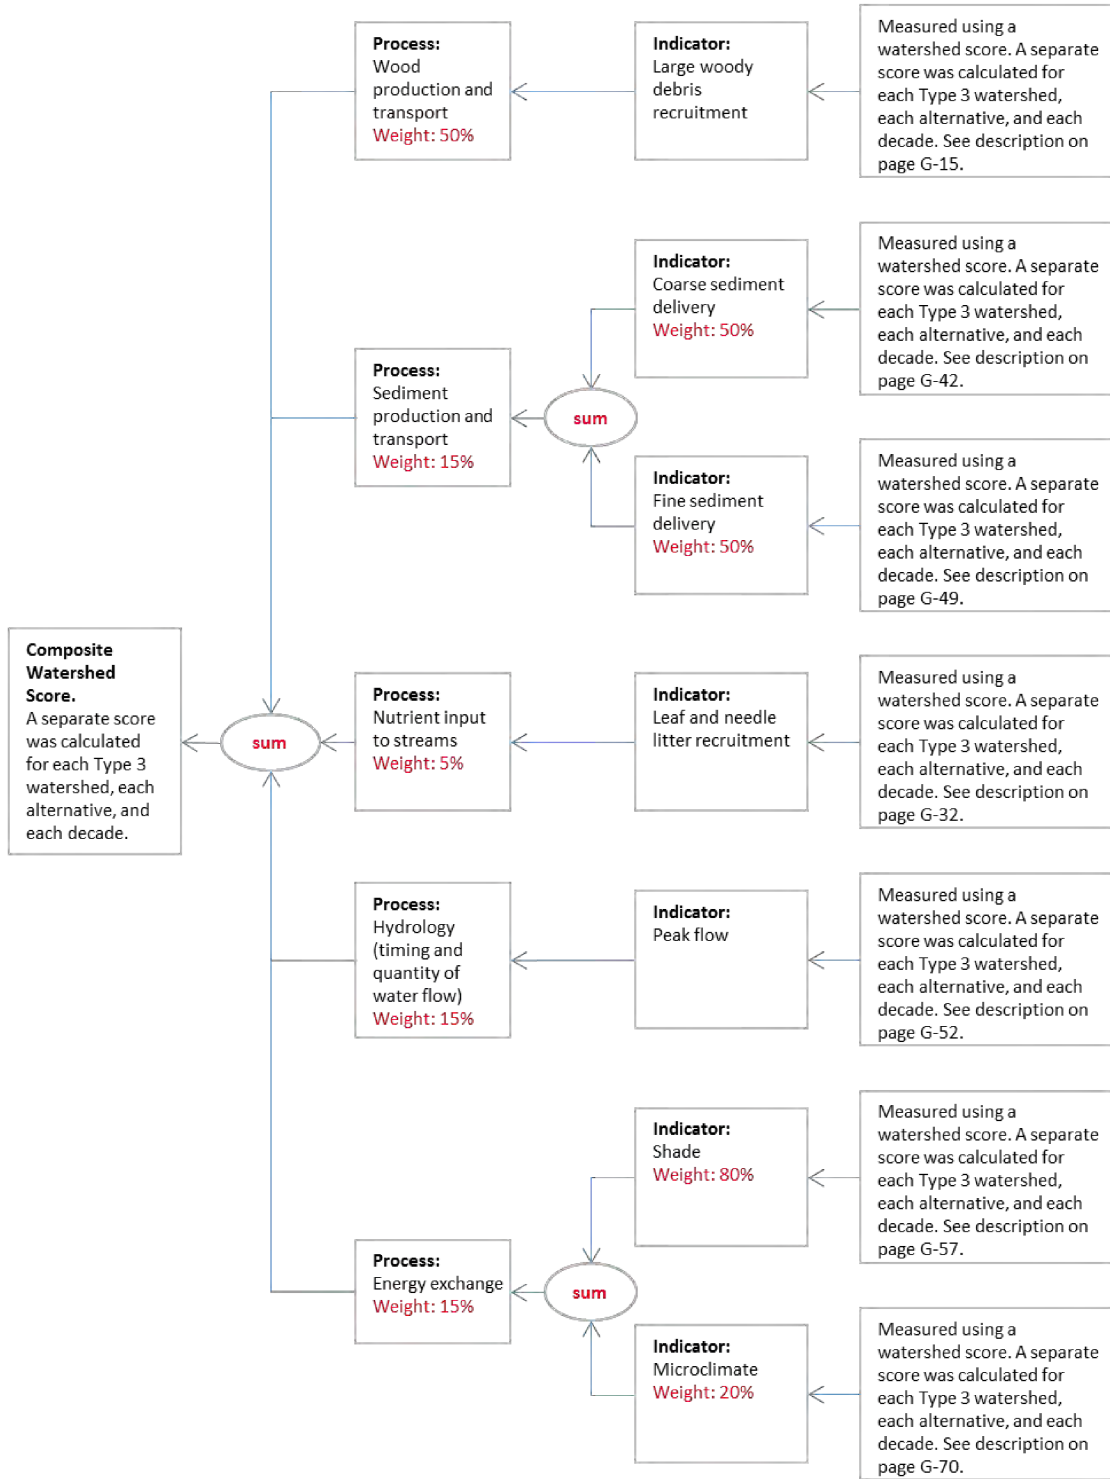 Process:
Wood
production and
transport
Weight: 50%
Indicator:
Large woody
debris
recruitment
Measured using a
watershed score. A separate
score was calculated for
each Type 3 watershed,
each alternative, and each
decade. See description on
page G-15.
Process:
Sediment
production and
transport
Weight: 15%
sum
Indicator:
Coarse sediment
delivery
Weight: 50%
Measured using a
watershed score. A separate
score was calculated for
each Type 3 watershed,
each alternative, and each
decade. See description on
page G-42.
Indicator:
Fine sediment
delivery
Weight: 50%
Measured using a
watershed score. A separate
score was calculated for
each Type 3 watershed,
each alternative, and each
decade. See description on
page G-49.
Composite
Watershed
Score.
A separate score
was calculated
for each Type 3
watershed, each
alternative, and
each decade.
sum
Process:
Nutrient input
to streams
Weight: 5%
Indicator:
Leaf and needle
litter recruitment
Measured using a
watershed score. A separate
score was calculated for
each Type 3 watershed,
each alternative, and each
decade. See description on
page G-32.
Process:
Hydrology
(timing and
quantity of
water flow)
Weight: 15%
Indicator:
Peak flow
Measured using a
watershed score. A separate
score was calculated for
each Type 3 watershed,
each alternative, and each
decade. See description on
page G-52.
Process:
Energy exchange
Weight: 15%
sum
Indicator:
Shade
Weight: 80%
Measured using a
watershed score. A separate
score was calculated for
each Type 3 watershed,
each alternative, and each
decade. See description on
page G-57.
Indicator:
Microclimate
Weight: 20%
Measured using a
watershed score. A separate
score was calculated for
each Type 3 watershed,
each alternative, and each
decade. See description on
page G-70.